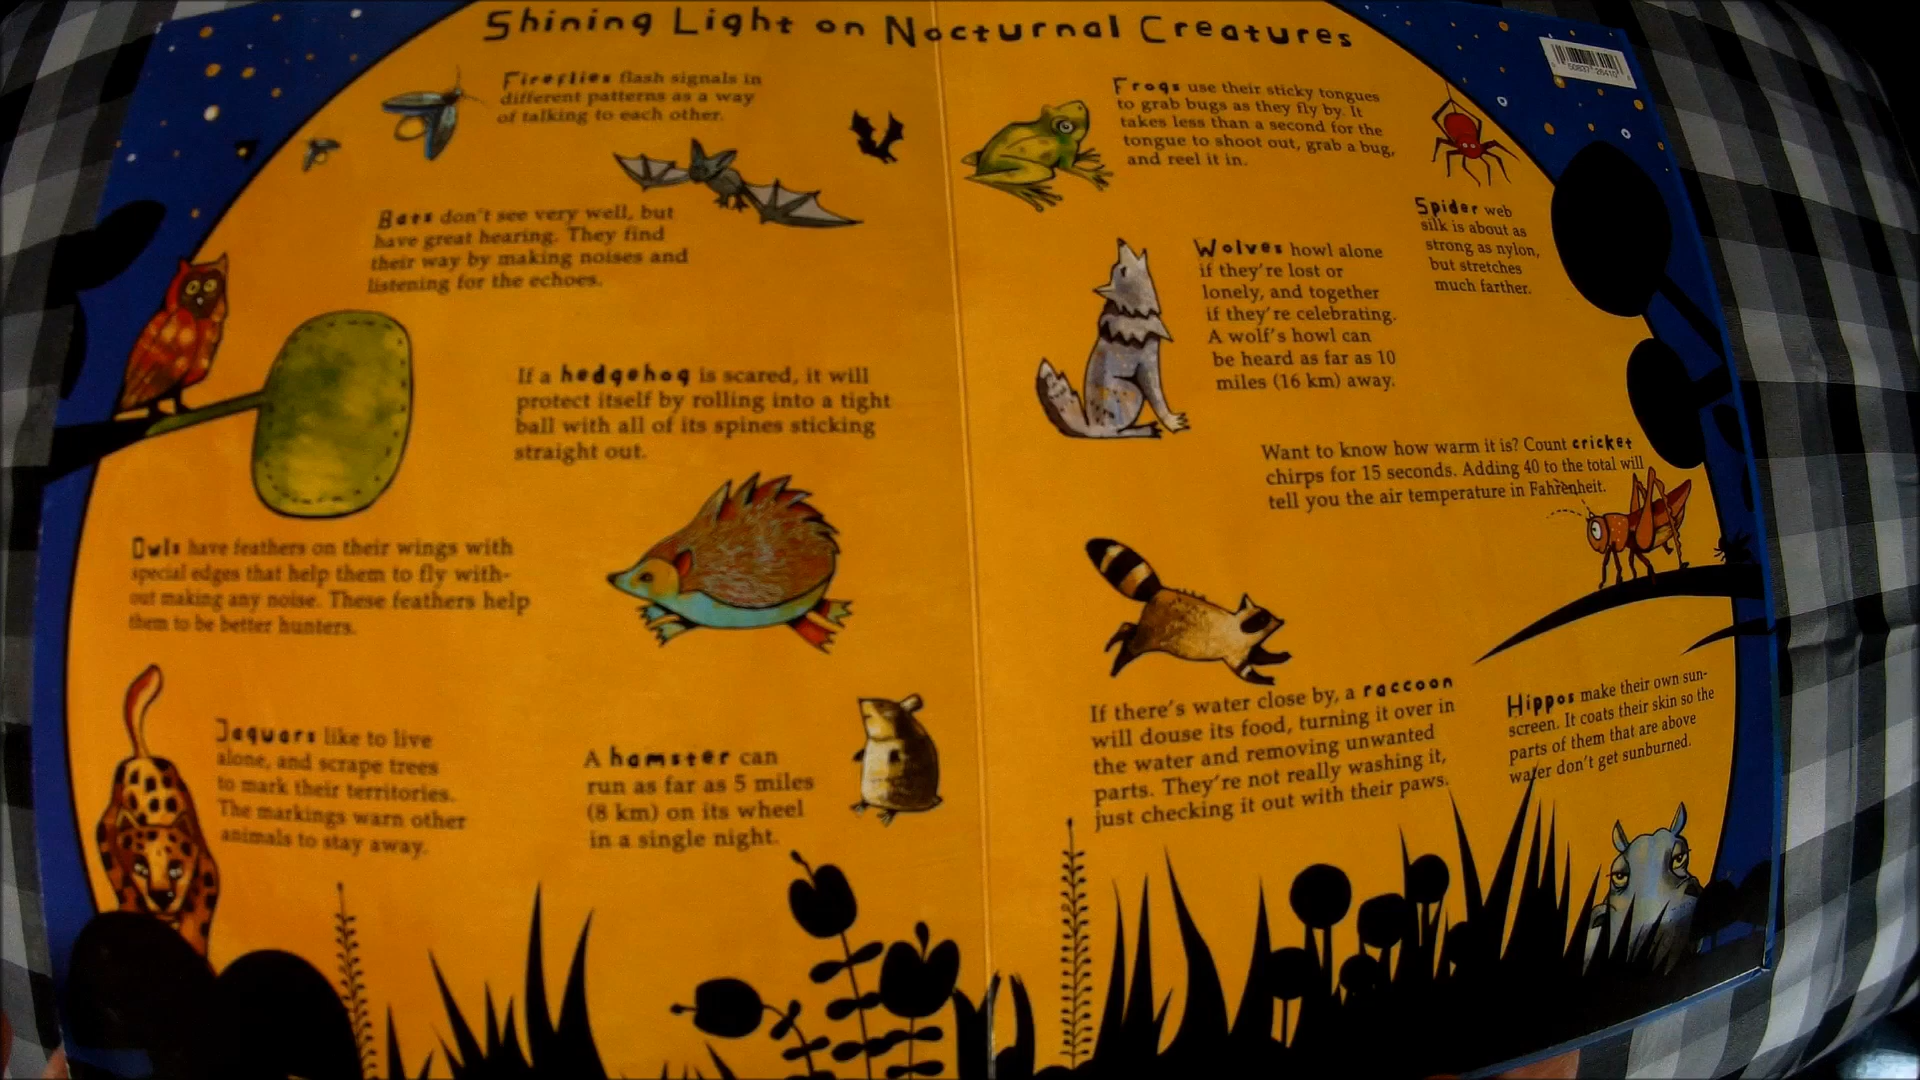 Shining Light on Nocturnal Creatures
Fireflies flash signals in
different patterns as a way
of talking to each other.
Bats don't see very well, but
have great hearing. They find
their way by making noises and
listening for the echoes.
If a hedgehog is scared, it will
protect itself by rolling into a tight
ball with all of its spines sticking
straight out.
Owls have feathers on their wings with
special edges that help them to fly with-
out making any noise. These feathers help
them to be better hunters.
Jaguars like to live
alone, and scrape trees
to mark their territories.
The markings warn other
animals to stay away.
A hamster can
run as far as 5 miles
(8 km) on its wheel
in a single night.
Frogs use their sticky tongues
to grab bugs as they fly by. It
takes less than a second for the
tongue to shoot out, grab a bug,
and reel it in.
Spider web
silk is about as
strong as nylon,
but stretches
much farther.
Wolves howl alone
if they're lost or
lonely, and together
if they're celebrating.
A wolf's howl can
be heard as far as 10
miles (16 km) away.
Want to know how warm it is? Count cricket
chirps for 15 seconds. Adding 40 to the total will
tell you the air temperature in Fahrenheit.
If there's water close by, a raccoon
will douse its food, turning it over in
the water and removing unwanted
parts. They're not really washing it,
just checking it out with their paws.
Hippos make their own sun-
screen. It coats their skin so the
parts of them that are above
water don't get sunburned.